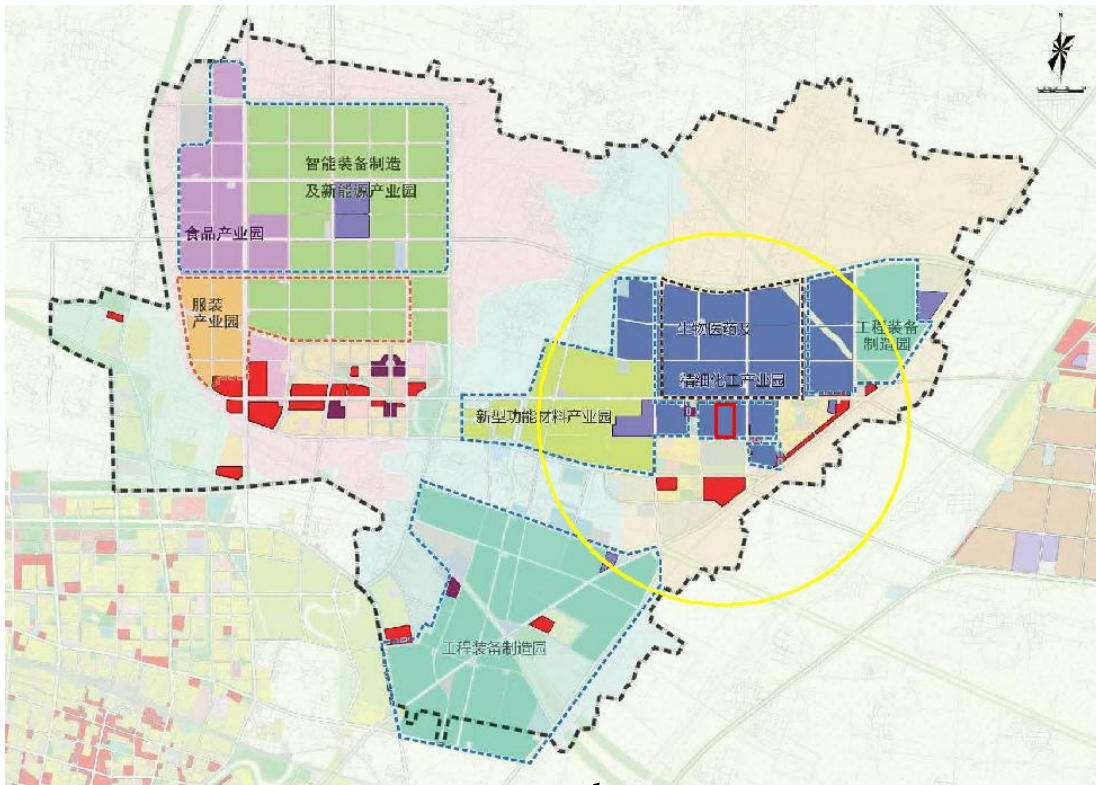 智能装备制造
及新能源产业园
食品产业园
服装
产业园
生物医药及
工程装备
制造园
精细化工产业园
新型功能材料产业园
工程装备制造园